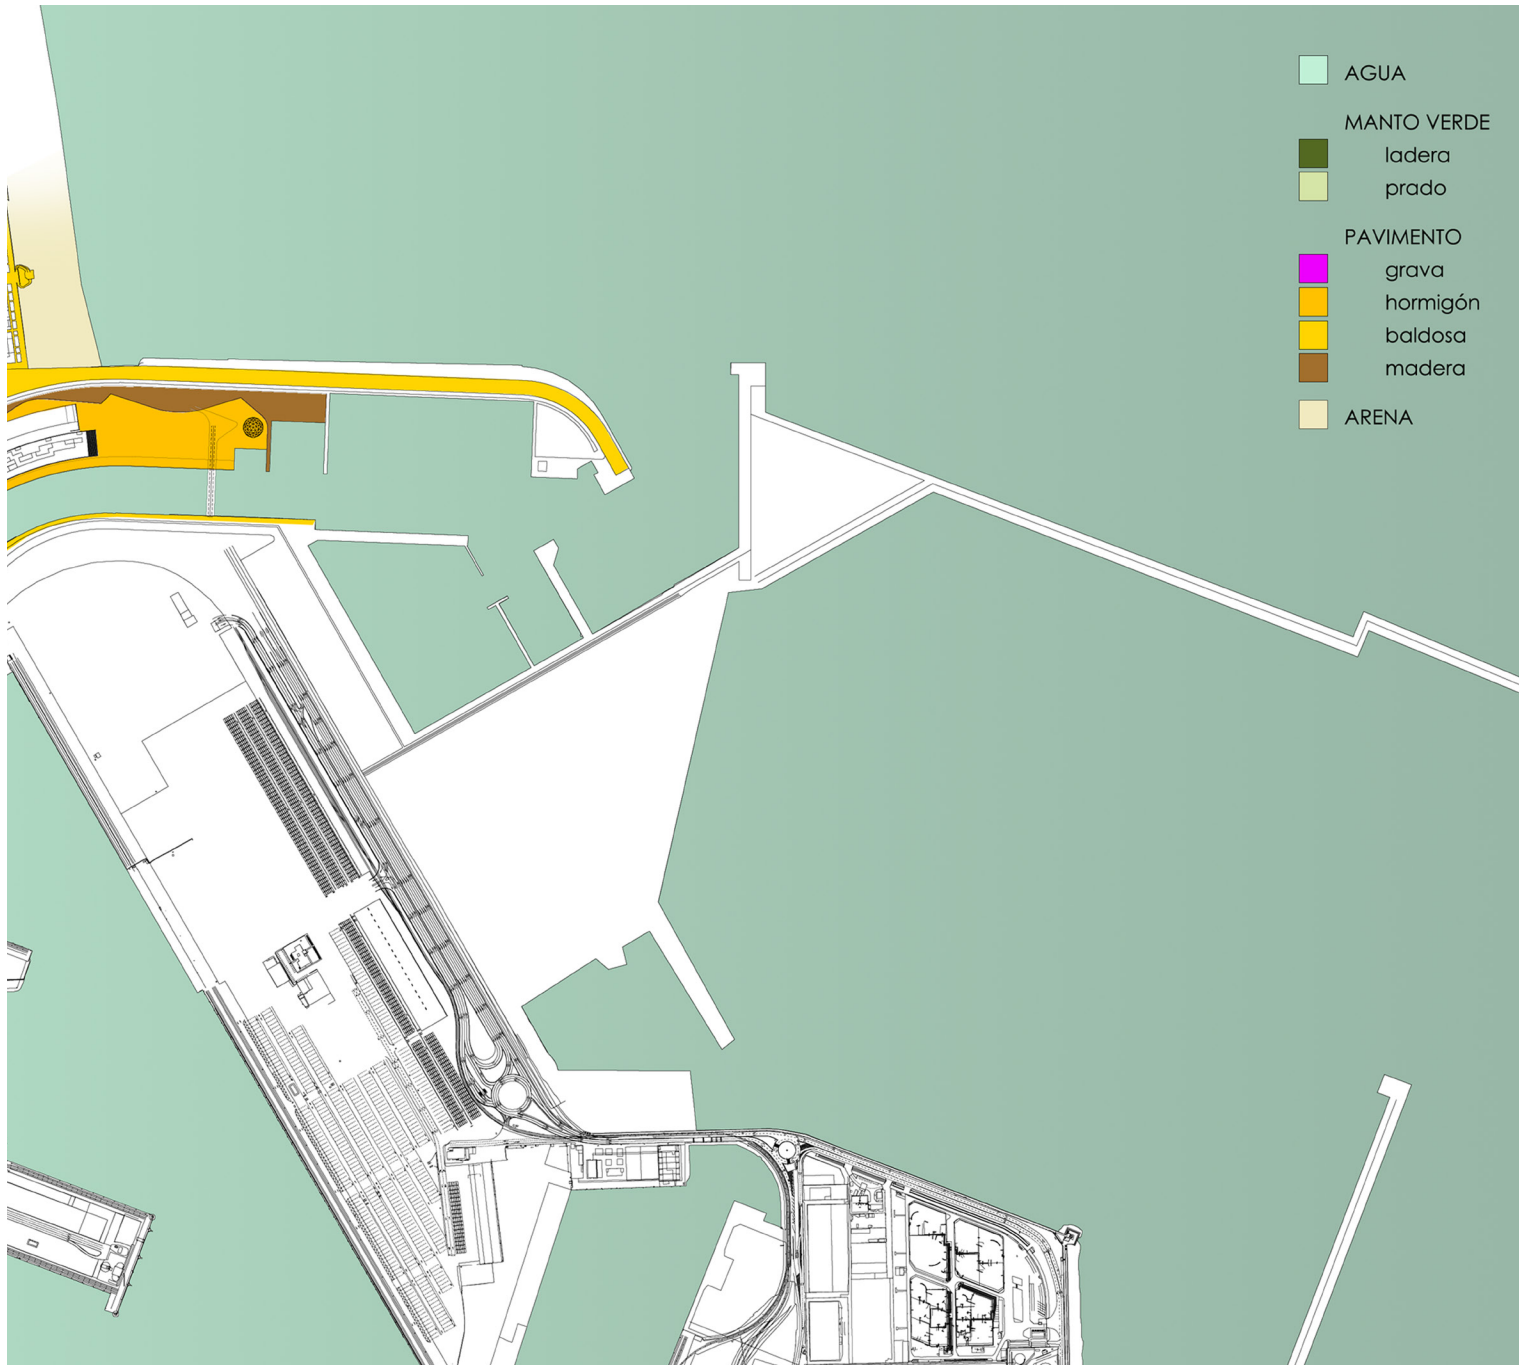 AGUA
MANTO VERDE
ladera
prado
PAVIMENTO
grava
hormigón
baldosa
madera
ARENA